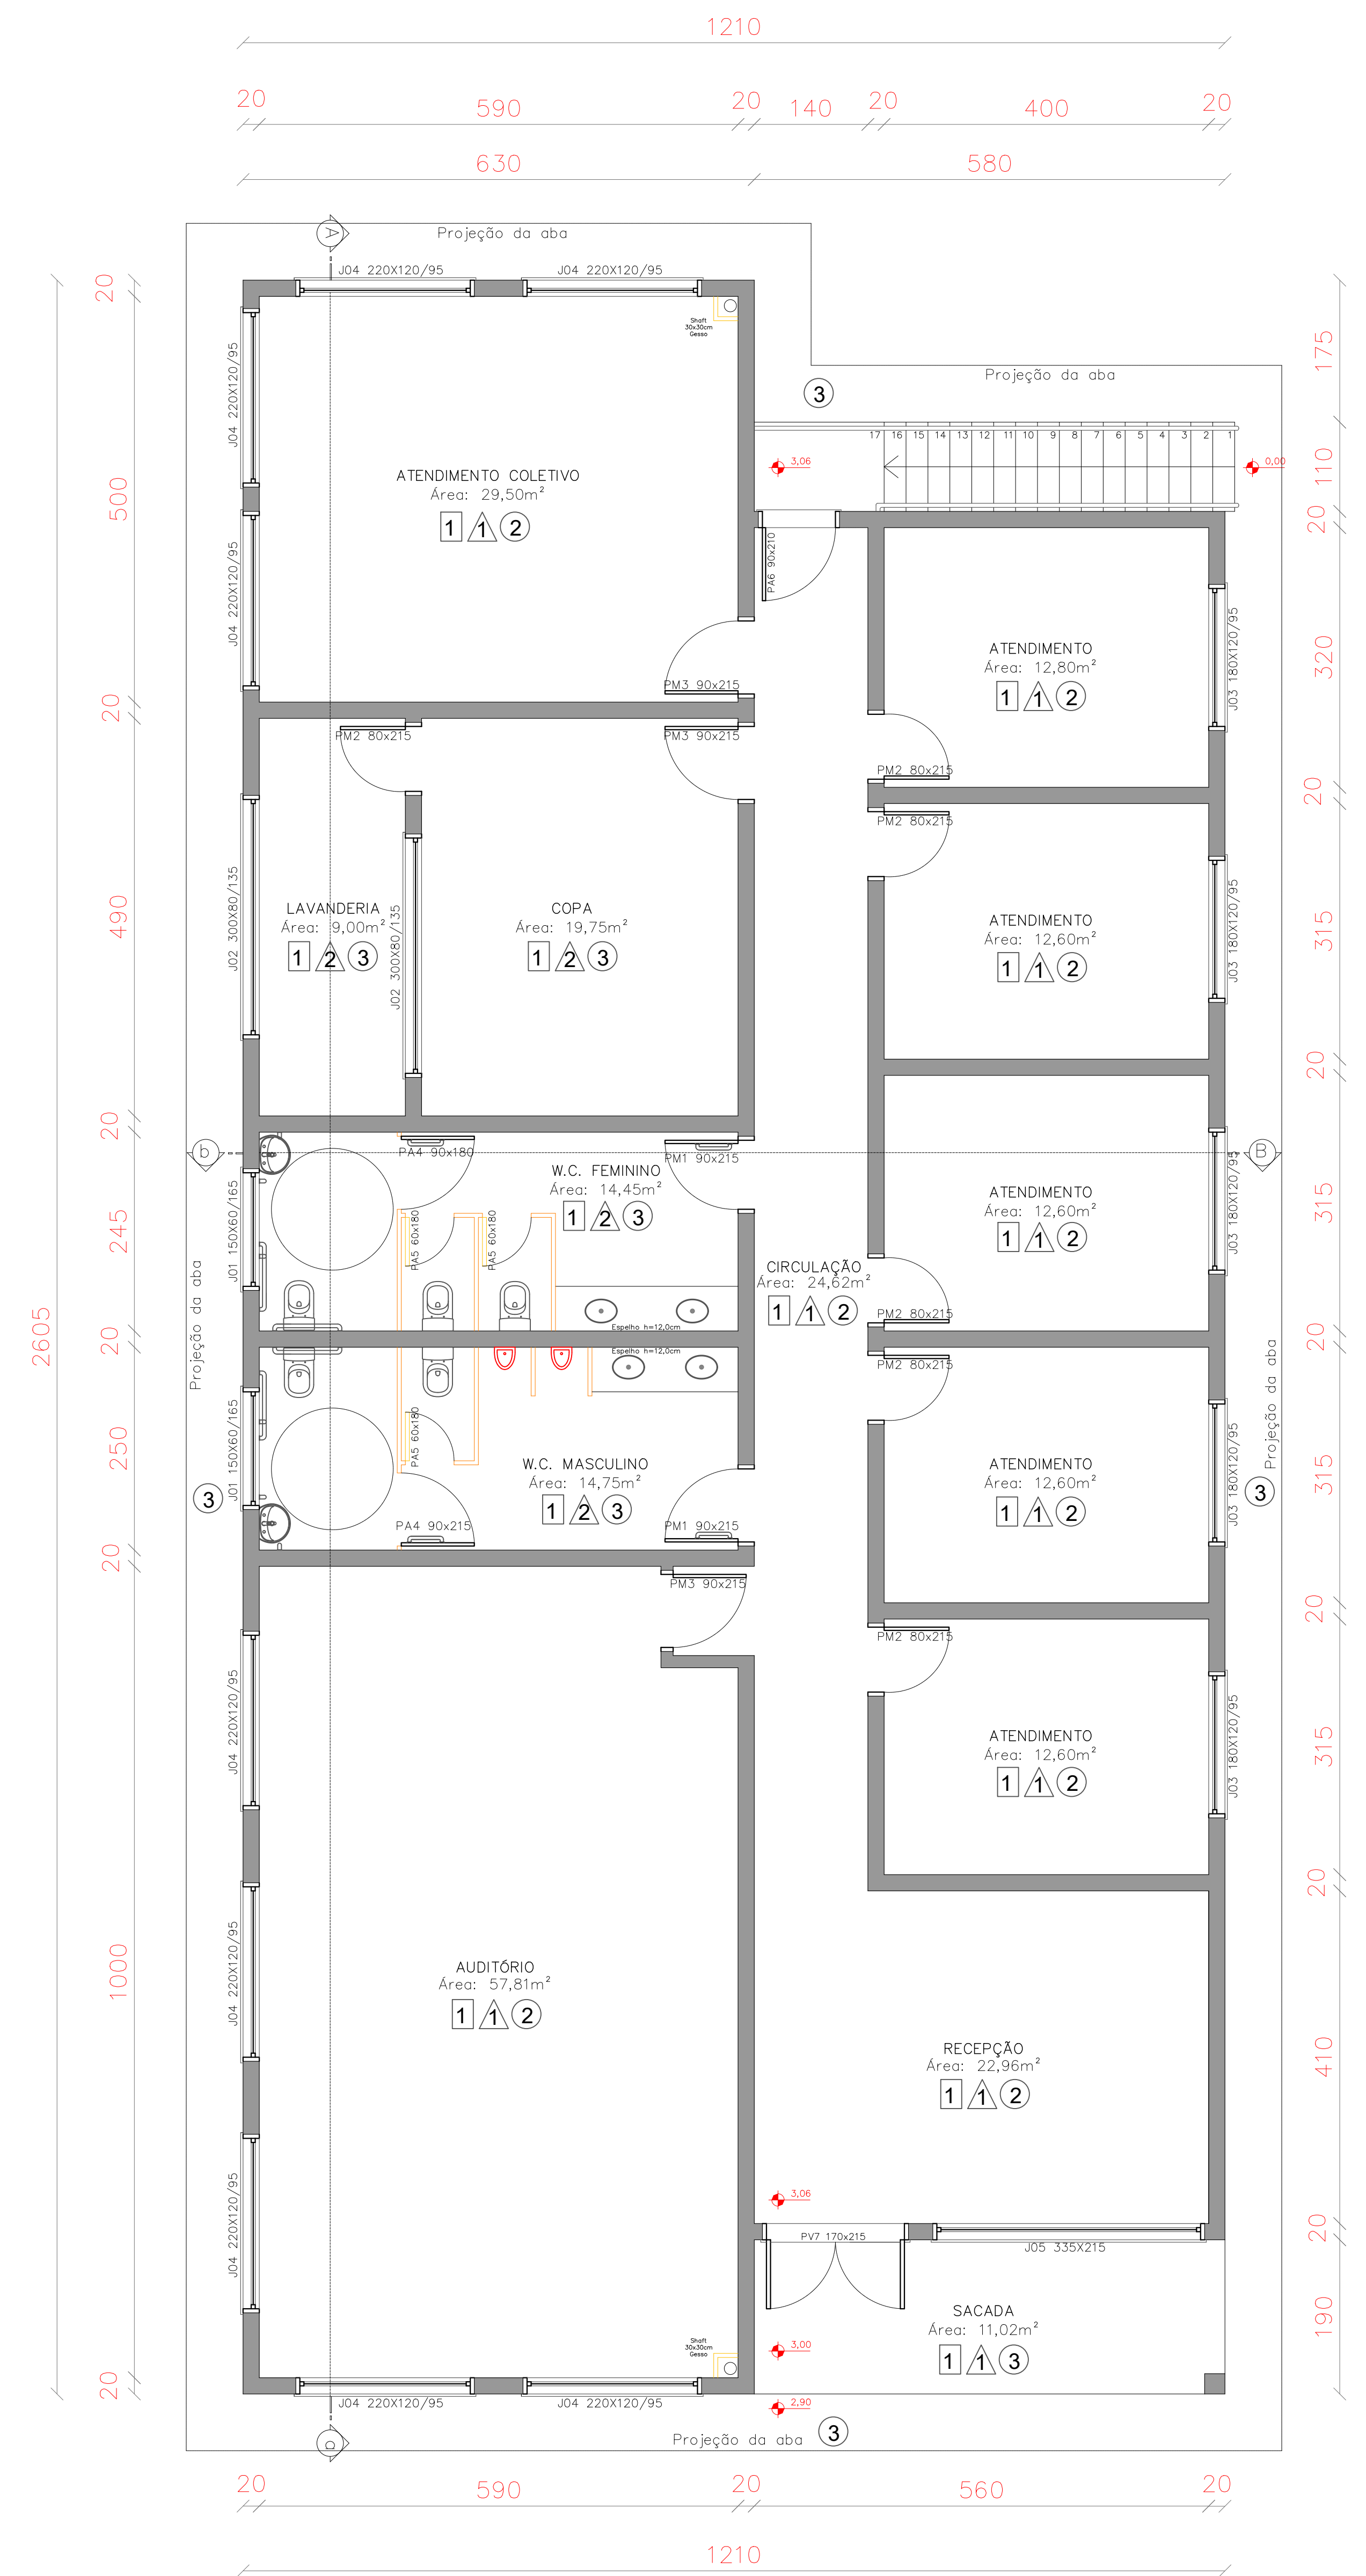 1210
20 590 20 140 20 400 20
630 580
Projeção da aba
A
J04 220X120/95 J04 220X120/95
Shaft
30x30cm
Gesso
Projeção da aba
3
17 16 15 14 13 12 11 10 9 8 7 6 5 4 3 2 1
3,06
0,00
ATENDIMENTO COLETIVO
Área: 29,50m²
1 1 2
J04 220X120/95
J04 220X120/95
PA6 90x210
PM3 90x215
ATENDIMENTO
Área: 12,80m²
1 1 2
J03 180X120/95
PM2 80x215
PM2 80x215
PM3 90x215
PM2 80x215
LAVANDERIA
Área: 9,00m²
1 2 3
J02 300X80/135
J02 300X80/135
COPA
Área: 19,75m²
1 2 3
ATENDIMENTO
Área: 12,60m²
1 1 2
J03 180X120/95
b
B
PA4 90x180
PM1 90x215
W.C. FEMININO
Área: 14,45m²
1 2 3
PA5 60x180
PA5 60x180
J01 150X60/165
Espelho h=12,0cm
ATENDIMENTO
Área: 12,60m²
1 1 2
J03 180X120/95
CIRCULAÇÃO
Área: 24,62m²
1 1 2
PM2 80x215
Projeção da aba
Espelho h=12,0cm
PM2 80x215
PA5 60x180
J01 150X60/165
W.C. MASCULINO
Área: 14,75m²
1 2 3
3
PA4 90x215
PM1 90x215
ATENDIMENTO
Área: 12,60m²
1 1 2
J03 180X120/95
Projeção da aba
3
PM3 90x215
PM2 80x215
ATENDIMENTO
Área: 12,60m²
1 1 2
J03 180X120/95
J04 220X120/95
J04 220X120/95
J04 220X120/95
AUDITÓRIO
Área: 57,81m²
1 1 2
RECEPÇÃO
Área: 22,96m²
1 1 2
3,06
PV7 170x215
J05 335X215
SACADA
Área: 11,02m²
1 1 3
3,00
2,90
Shaft
30x30cm
Gesso
J04 220X120/95 J04 220X120/95
a
Projeção da aba
3
2605
20
500
20
490
20
245
20
250
20
1000
20
175
110
20
320
20
315
20
315
20
315
20
315
20
410
20
190
20 590 20 560 20
1210